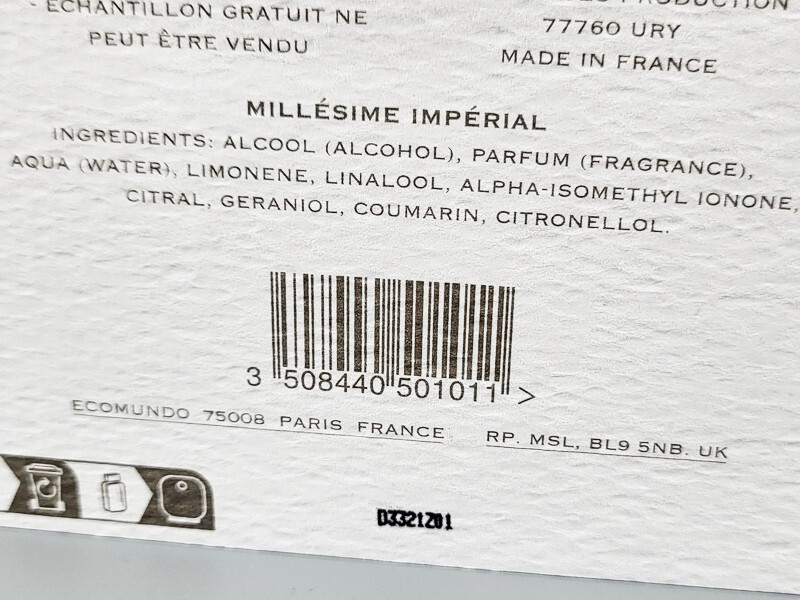 - ÉCHANTILLON GRATUIT NE
PEUT ÊTRE VENDU
PRODUCTION
77760 URY
MADE IN FRANCE
MILLÉSIME IMPÉRIAL
INGREDIENTS: ALCOOL (ALCOHOL), PARFUM (FRAGRANCE),
AQUA (WATER), LIMONENE, LINALOOL, ALPHA-ISOMETHYL IONONE,
CITRAL, GERANIOL, COUMARIN, CITRONELLOL.
3 508440 501011 >
ECOMUNDO 75008 PARIS FRANCE
RP. MSL, BL9 5NB. UK
D3321Z01